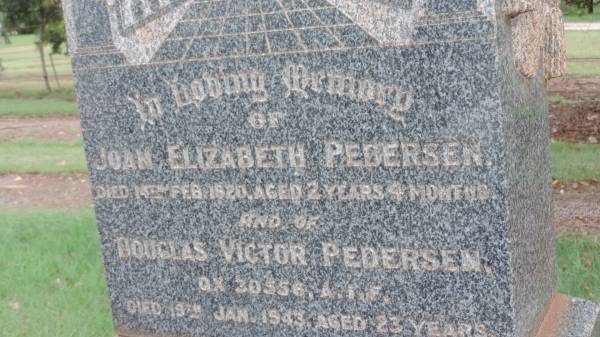 In Loving Memory
OF
JOAN ELIZABETH PEDERSEN
DIED 14TH FEB. 1920, AGED 2 YEARS 4 MONTHS.
AND OF
DOUGLAS VICTOR PEDERSEN.
QX 30556, A.I.F.
DIED 19TH JAN. 1943, AGED 23 YEARS